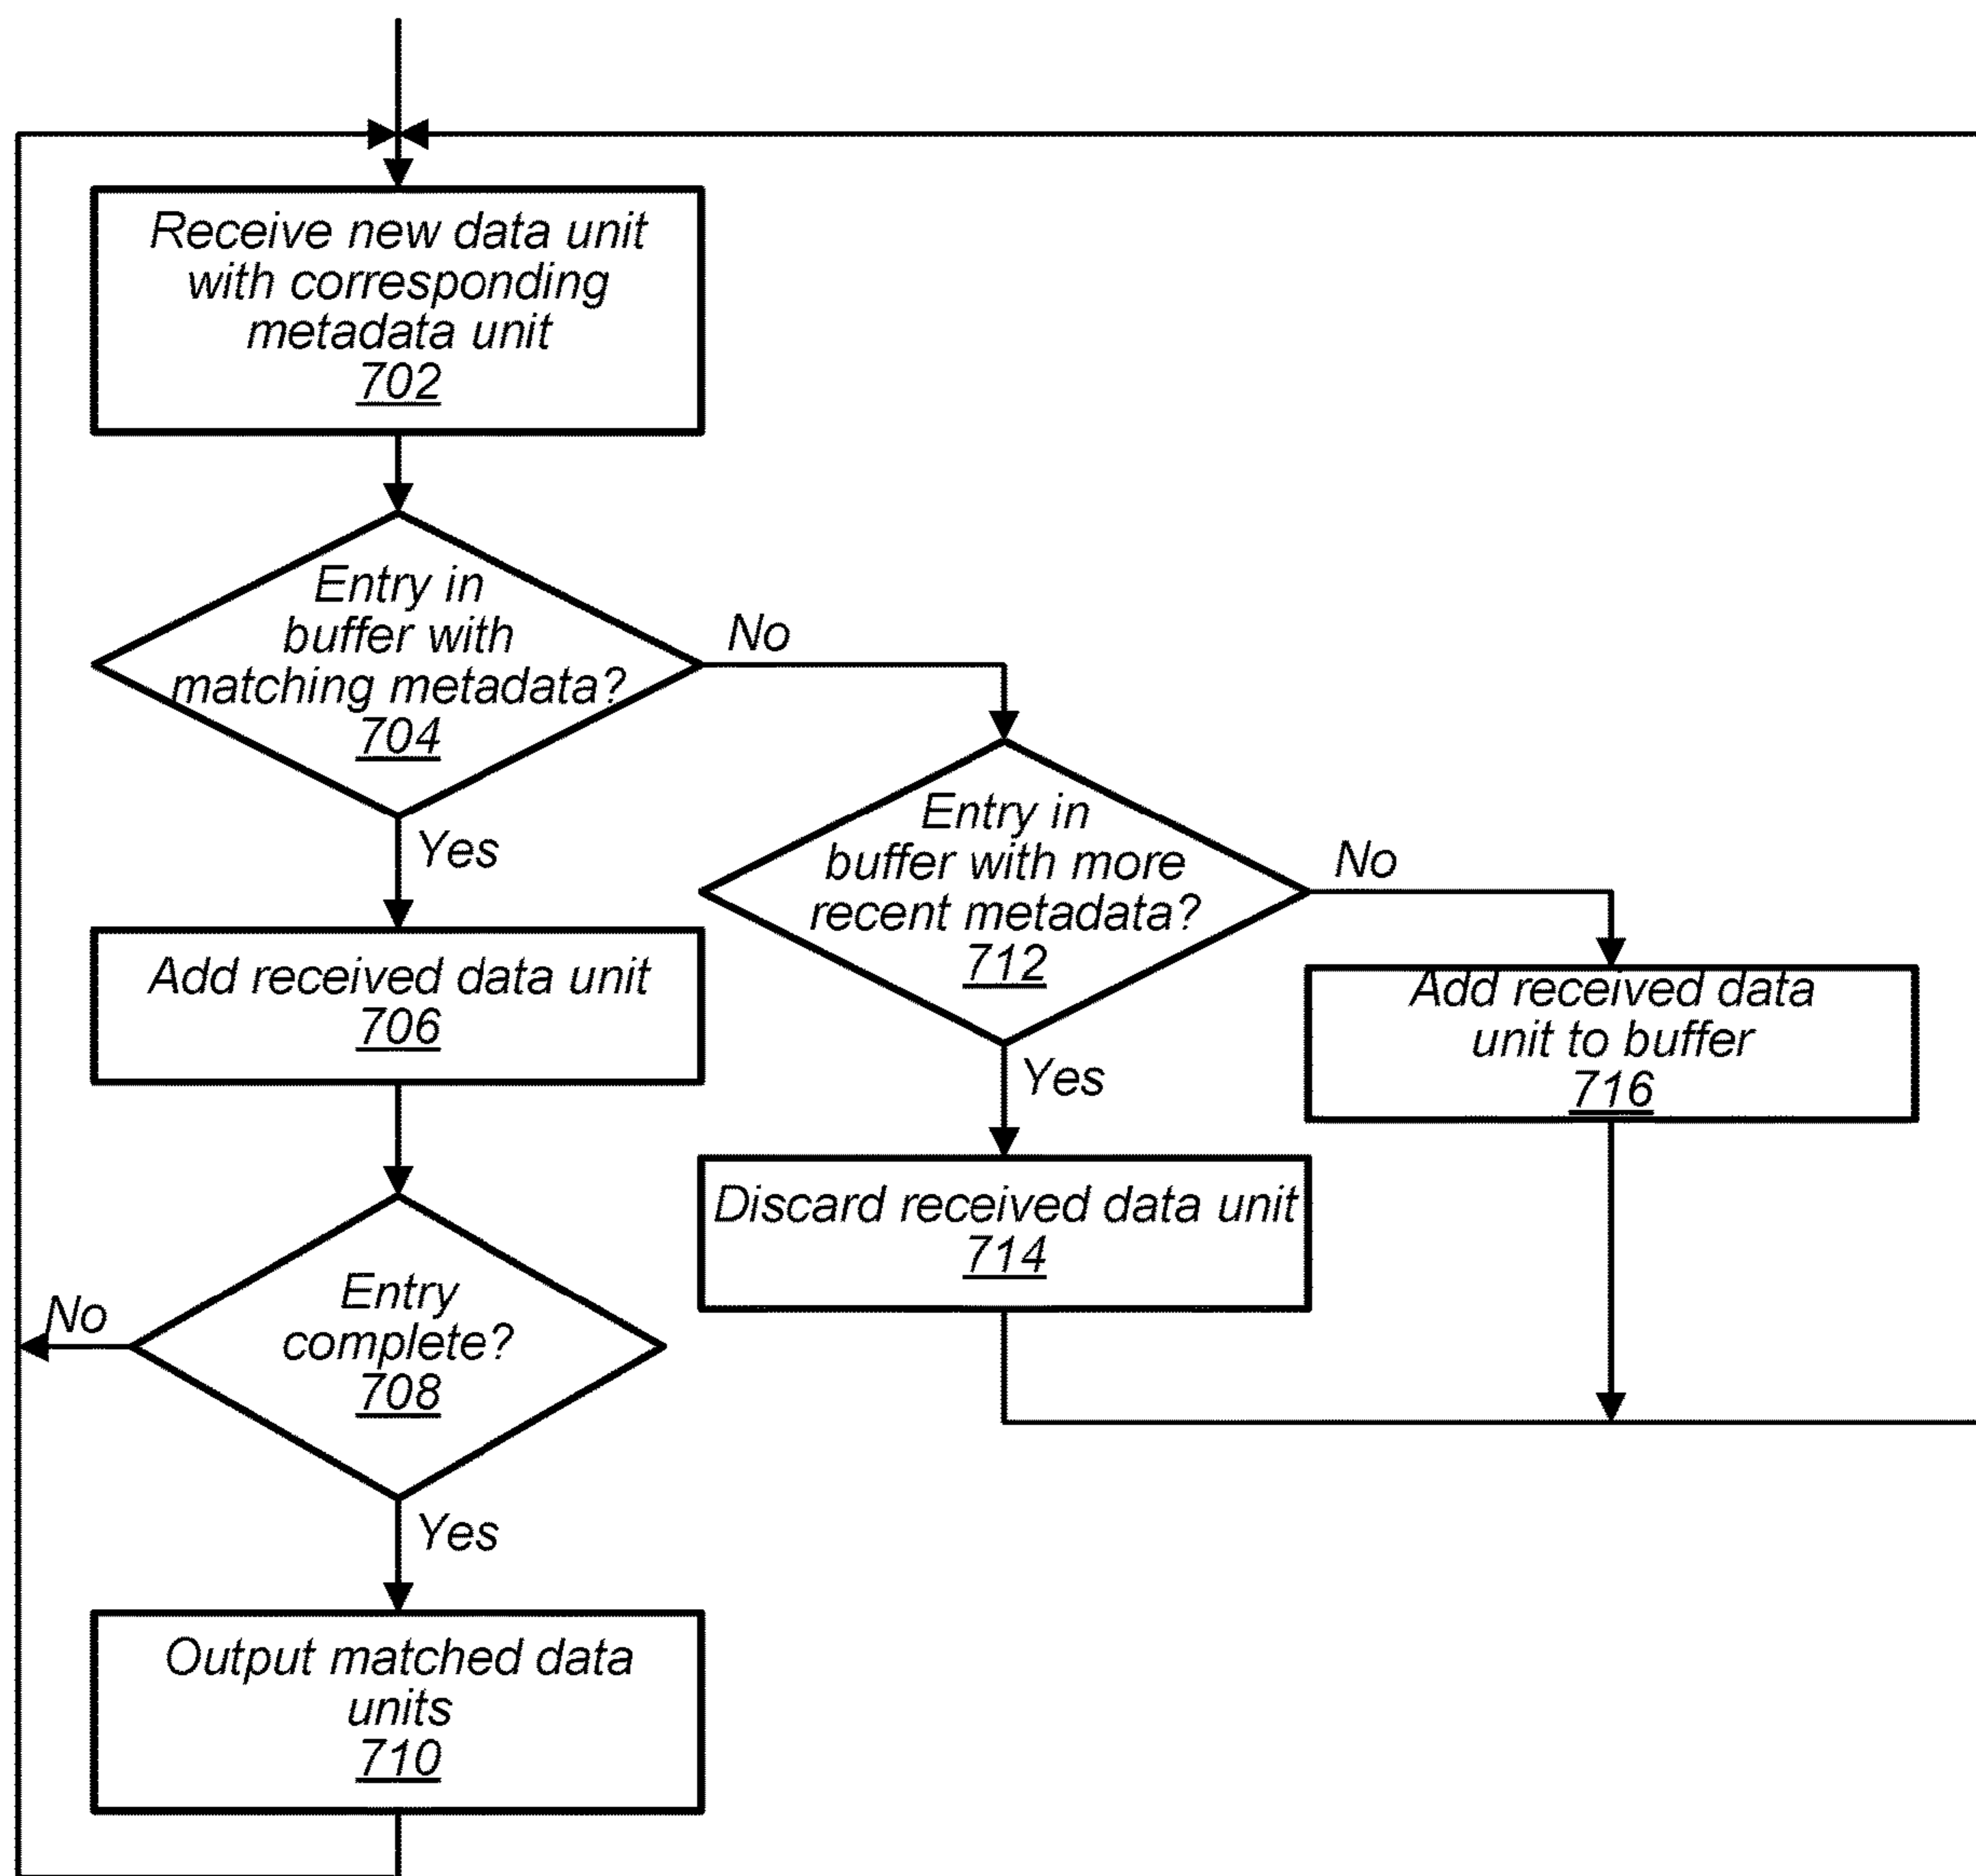 Receive new data unit
with corresponding
metadata unit
702
Entry in
buffer with
matching metadata?
704
No
Yes
Entry in
buffer with more
recent metadata?
712
No
Yes
Add received data unit
706
Add received data
unit to buffer
716
Discard received data unit
714
Entry
complete?
708
No
Yes
Output matched data
units
710